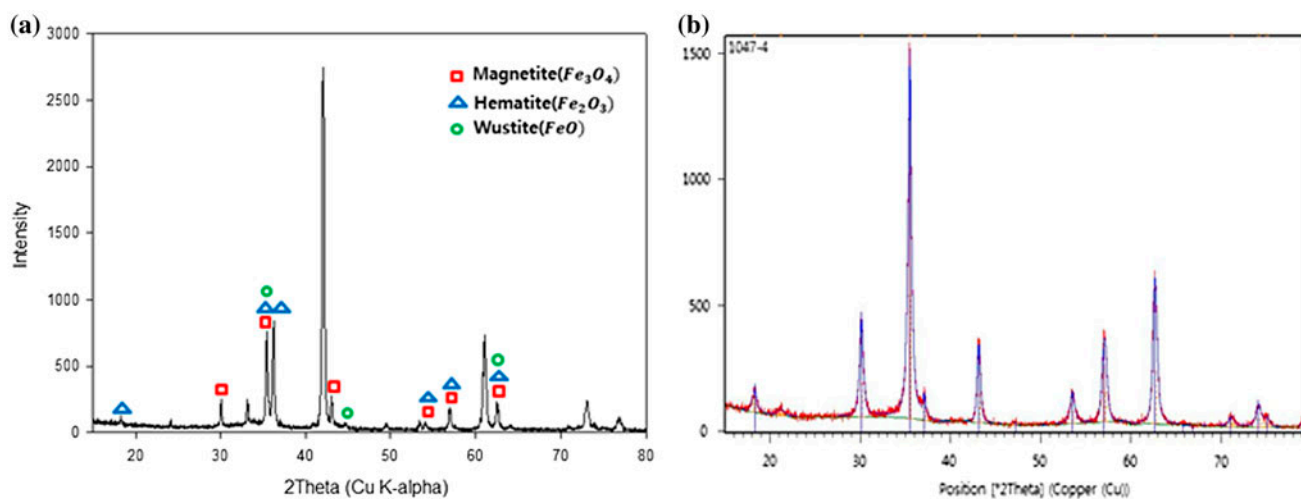 (a)
3000
2500
2000
1500
1000
500
0
Intensity
Magnetite(Fe₃O₄)
Hematite(Fe₂O₃)
Wustite(FeO)
20 30 40 50 60 70 80
2Theta (Cu K-alpha)
(b)
1047-4
1500
1000
500
0
20 30 40 50 60 70
Position [°2Theta] (Copper (Cu))